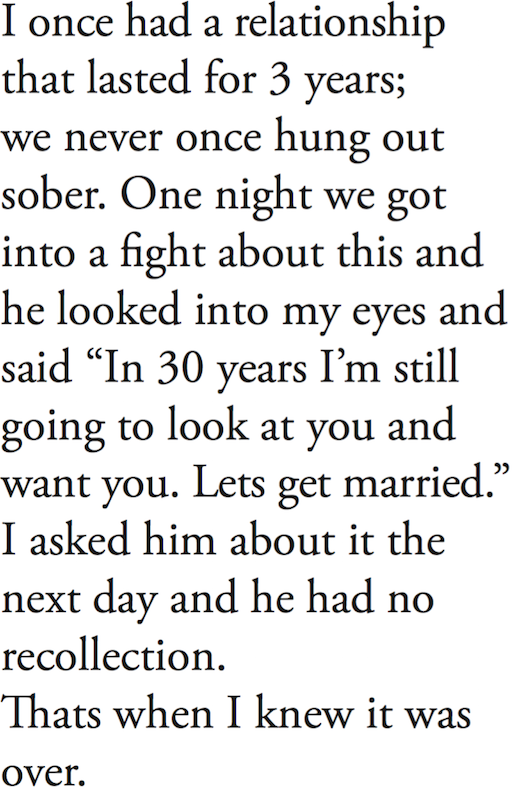 I once had a relationship
that lasted for 3 years;
we never once hung out
sober. One night we got
into a fight about this and
he looked into my eyes and
said “In 30 years I’m still
going to look at you and
want you. Lets get married.”
I asked him about it the
next day and he had no
recollection.
Thats when I knew it was
over.